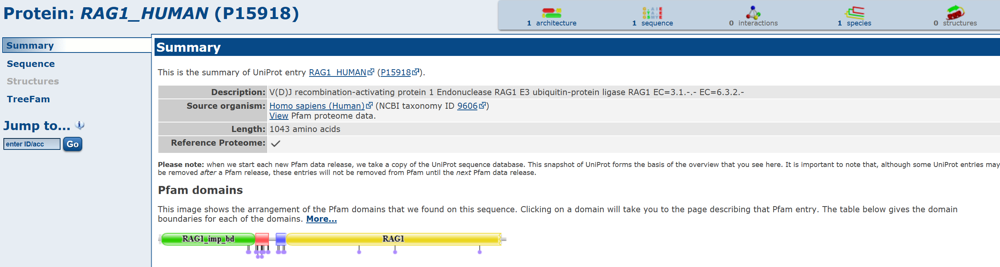 Protein: RAG1_HUMAN (P15918)
1 architecture
1 sequence
0 interactions
1 species
0 structures
Summary
Sequence
Structures
TreeFam
Jump to...
enter ID/acc Go
Summary
This is the summary of UniProt entry RAG1_HUMAN (P15918).
Description: V(D)J recombination-activating protein 1 Endonuclease RAG1 E3 ubiquitin-protein ligase RAG1 EC=3.1.-.- EC=6.3.2.-
Source organism: Homo sapiens (Human) (NCBI taxonomy ID 9606)
View Pfam proteome data.
Length: 1043 amino acids
Reference Proteome:
Please note: when we start each new Pfam data release, we take a copy of the UniProt sequence database. This snapshot of UniProt forms the basis of the overview that you see here. It is important to note that, although some UniProt entries may
be removed after a Pfam release, these entries will not be removed from Pfam until the next Pfam data release.
Pfam domains
This image shows the arrangement of the Pfam domains that we found on this sequence. Clicking on a domain will take you to the page describing that Pfam entry. The table below gives the domain
boundaries for each of the domains. More...
RAG1_imp_bd RAG1